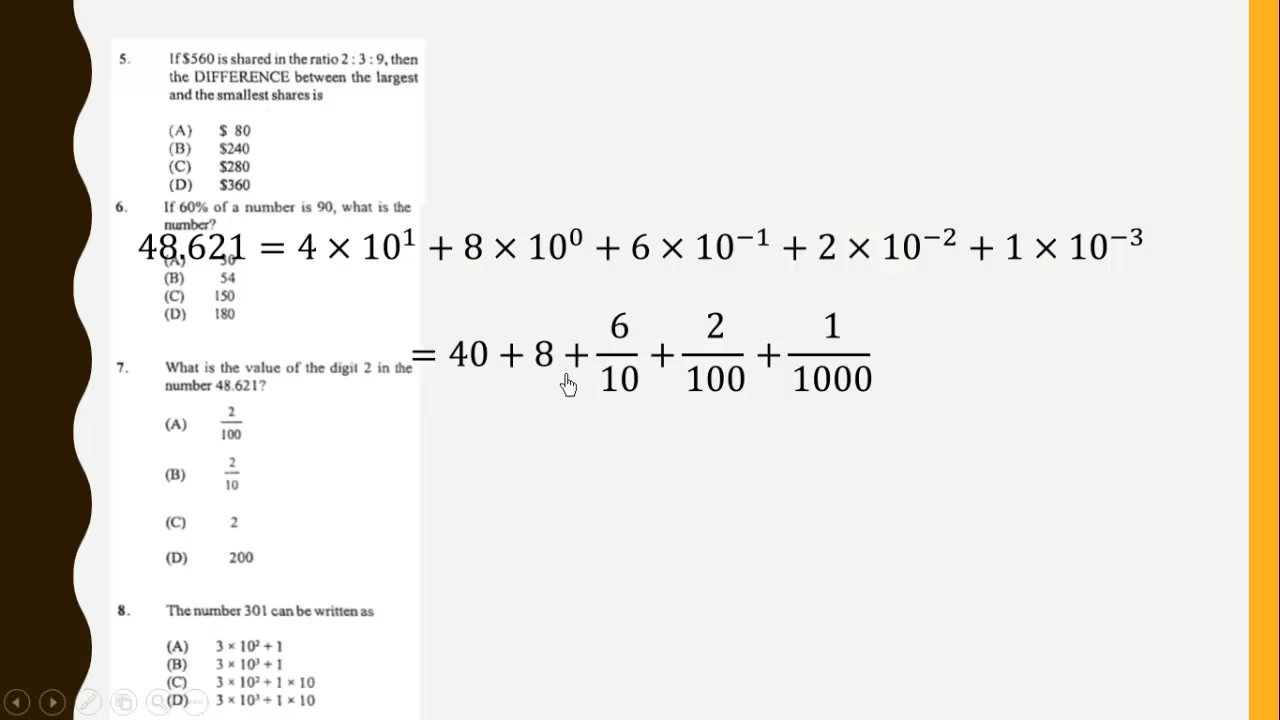 5. If $560 is shared in the ratio 2 : 3 : 9, then
the DIFFERENCE between the largest
and the smallest shares is
(A) $ 80
(B) $240
(C) $280
(D) $360
6. If 60% of a number is 90, what is the
number?
48.621 = 4 × 10¹ + 8 × 10⁰ + 6 × 10⁻¹ + 2 × 10⁻² + 1 × 10⁻³
(A)
(B) 54
(C) 150
(D) 180
= 40 + 8 + 6/10 + 2/100 + 1/1000
7. What is the value of the digit 2 in the
number 48.621?
(A) 2/100
(B) 2/10
(C) 2
(D) 200
8. The number 301 can be written as
(A) 3 × 10² + 1
(B) 3 × 10³ + 1
(C) 3 × 10² + 1 × 10
(D) 3 × 10³ + 1 × 10